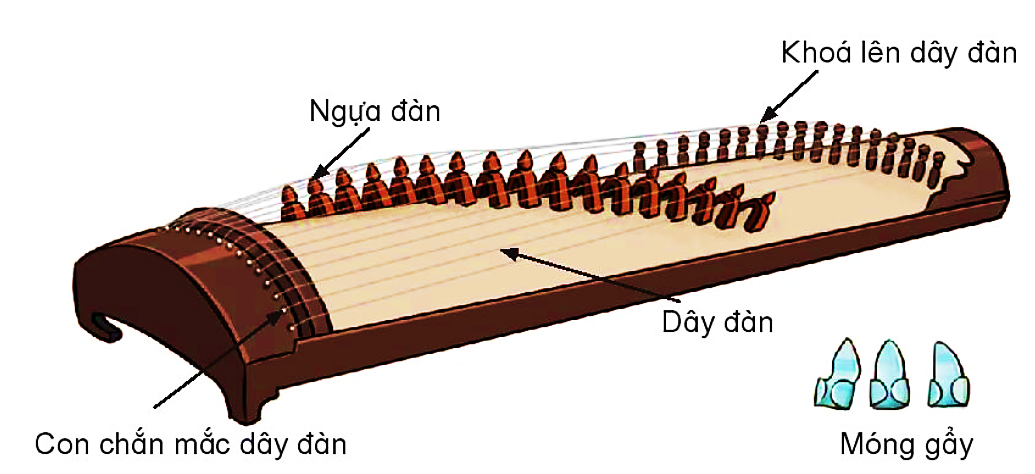 Khoá lên dây đàn
Ngựa đàn
Dây đàn
Con chắn mắc dây đàn
Móng gẩy